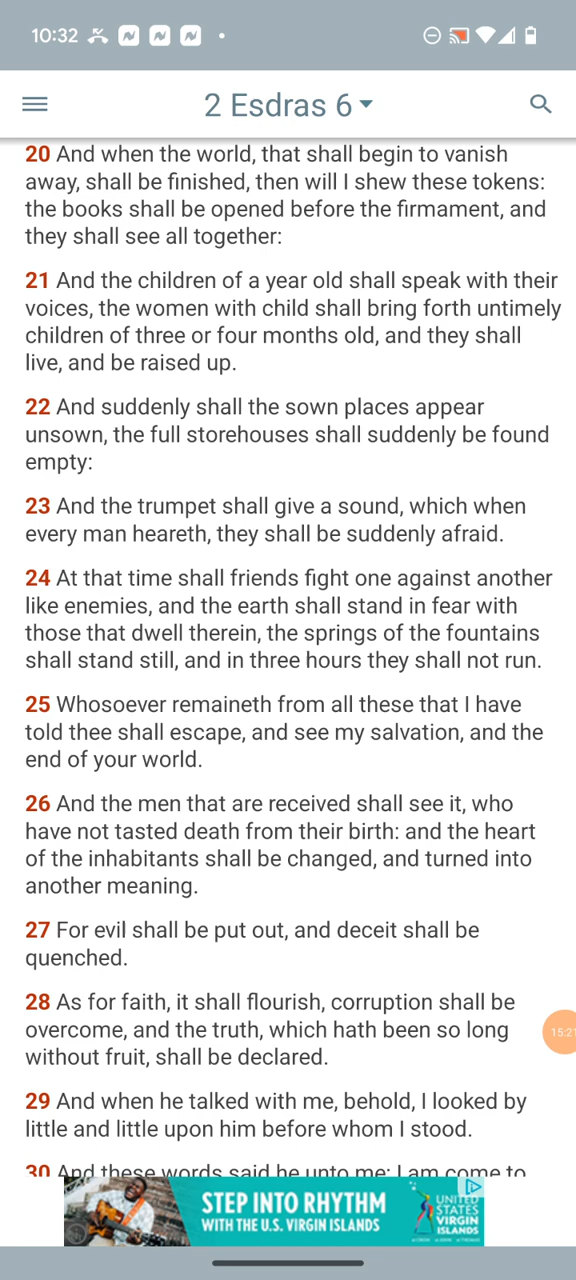 10:32
2 Esdras 6
20 And when the world, that shall begin to vanish
away, shall be finished, then will I shew these tokens:
the books shall be opened before the firmament, and
they shall see all together:
21 And the children of a year old shall speak with their
voices, the women with child shall bring forth untimely
children of three or four months old, and they shall
live, and be raised up.
22 And suddenly shall the sown places appear
unsown, the full storehouses shall suddenly be found
empty:
23 And the trumpet shall give a sound, which when
every man heareth, they shall be suddenly afraid.
24 At that time shall friends fight one against another
like enemies, and the earth shall stand in fear with
those that dwell therein, the springs of the fountains
shall stand still, and in three hours they shall not run.
25 Whosoever remaineth from all these that I have
told thee shall escape, and see my salvation, and the
end of your world.
26 And the men that are received shall see it, who
have not tasted death from their birth: and the heart
of the inhabitants shall be changed, and turned into
another meaning.
27 For evil shall be put out, and deceit shall be
quenched.
28 As for faith, it shall flourish, corruption shall be
overcome, and the truth, which hath been so long
without fruit, shall be declared.
15:21
29 And when he talked with me, behold, I looked by
little and little upon him before whom I stood.
30 And these words said he unto me: I am come to
STEP INTO RHYTHM
WITH THE U.S. VIRGIN ISLANDS
UNITED
STATES
VIRGIN
ISLANDS